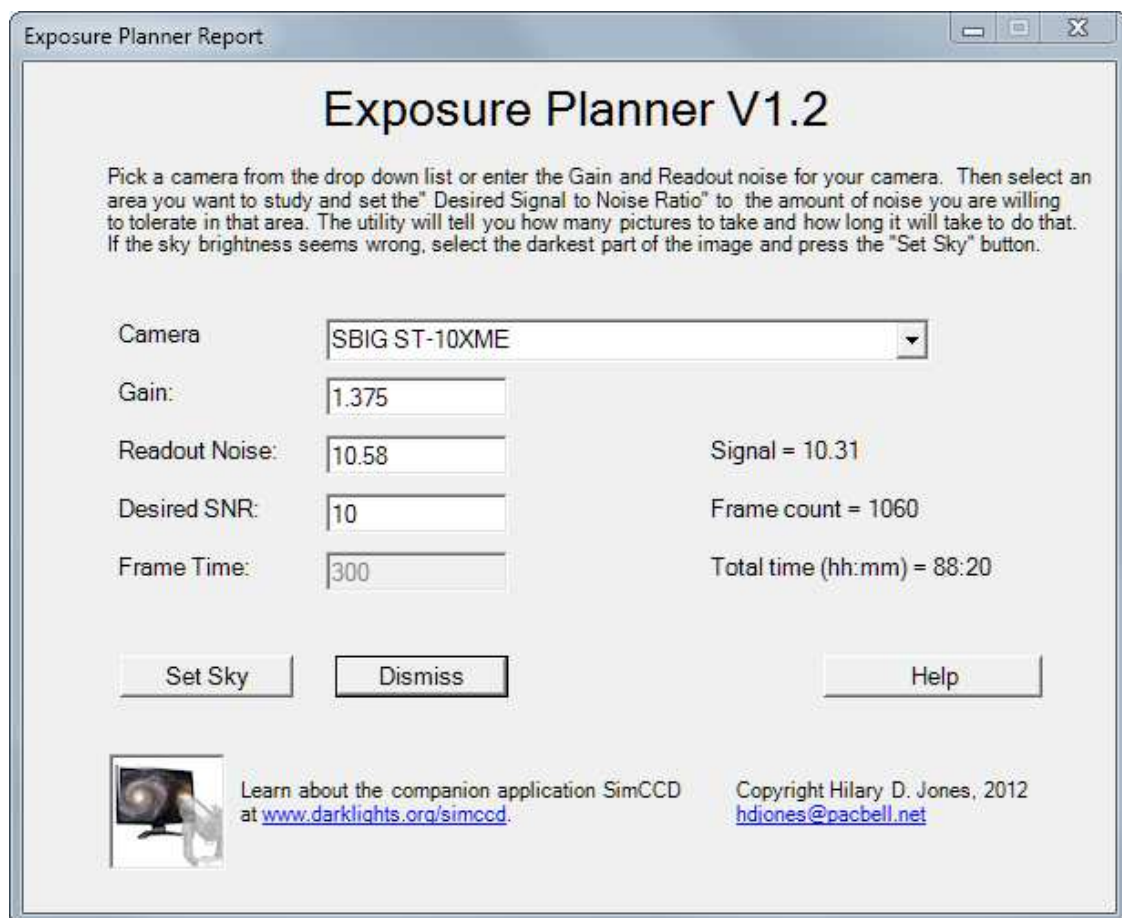 Exposure Planner Report
Exposure Planner V1.2
Pick a camera from the drop down list or enter the Gain and Readout noise for your camera.  Then select an
area you want to study and set the" Desired Signal to Noise Ratio" to  the amount of noise you are willing
to tolerate in that area. The utility will tell you how many pictures to take and how long it will take to do that.
If the sky brightness seems wrong, select the darkest part of the image and press the "Set Sky" button.
Camera SBIG ST-10XME
Gain: 1.375
Readout Noise: 10.58 Signal = 10.31
Desired SNR: 10 Frame count = 1060
Frame Time: 300 Total time (hh:mm) = 88:20
Set Sky Dismiss Help
Learn about the companion application SimCCD
at www.darklights.org/simccd.
Copyright Hilary D. Jones, 2012
hdjones@pacbell.net